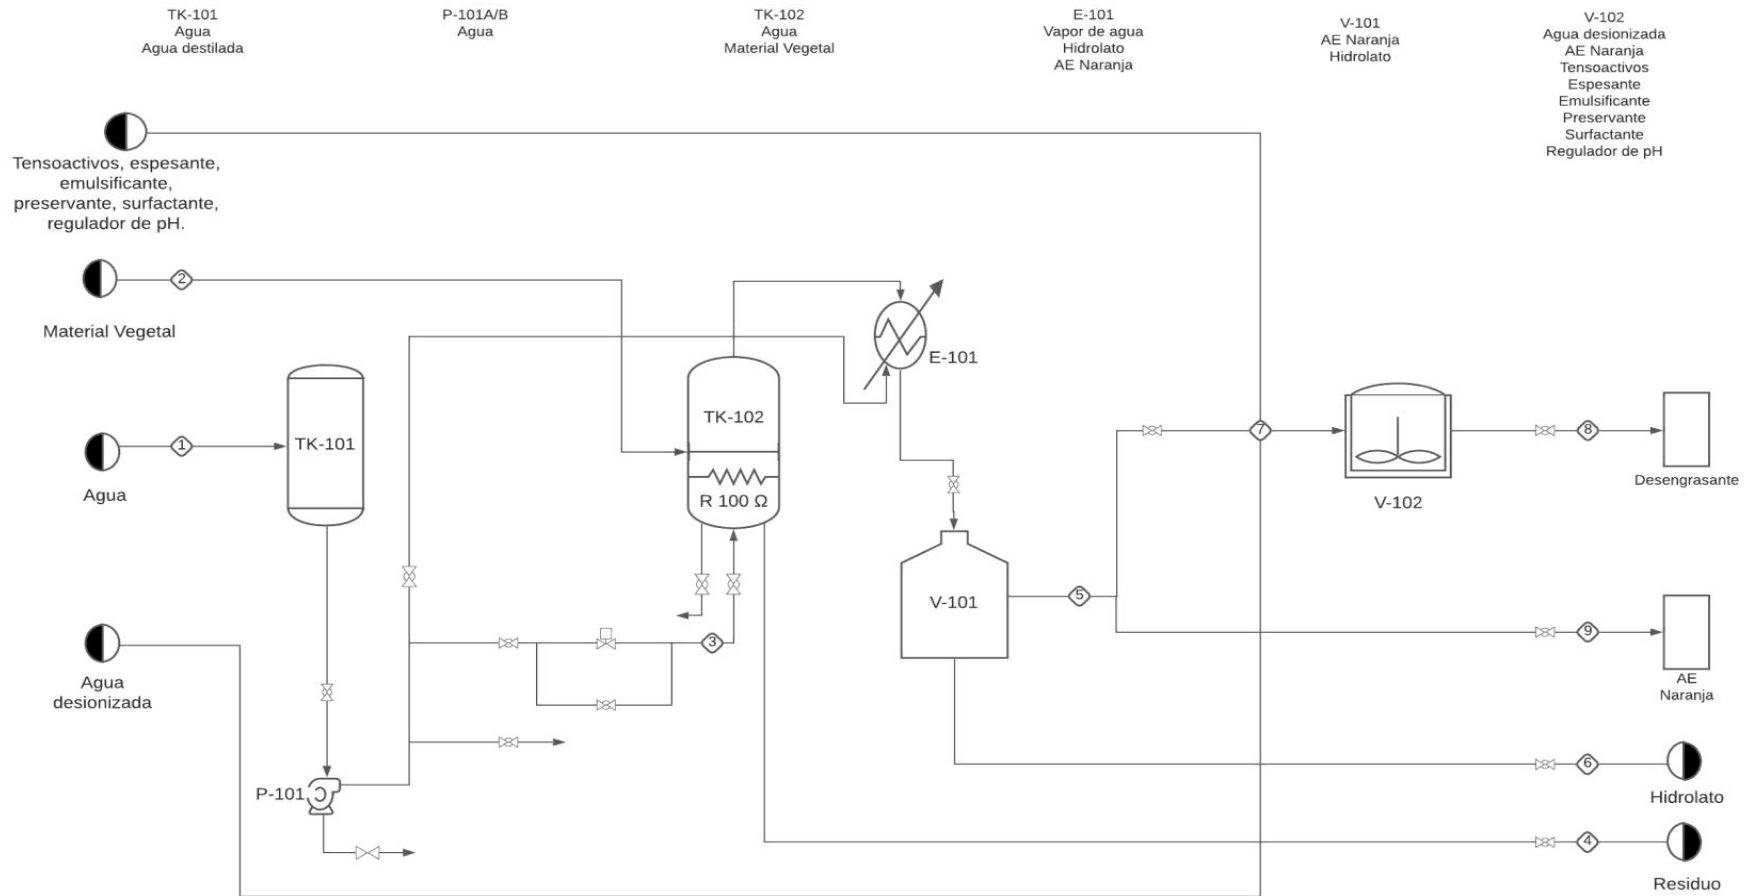 TK-101
Agua
Agua destilada
P-101A/B
Agua
TK-102
Agua
Material Vegetal
E-101
Vapor de agua
Hidrolato
AE Naranja
V-101
AE Naranja
Hidrolato
V-102
Agua desionizada
AE Naranja
Tensoactivos
Espesante
Emulsificante
Preservante
Surfactante
Regulador de pH
Tensoactivos, espesante,
emulsificante,
preservante, surfactante,
regulador de pH.
2
Material Vegetal
E-101
TK-102
R 100 Ω
1
TK-101
Agua
7
V-102
8
Desengrasante
5
V-101
3
9
AE
Naranja
Agua
desionizada
P-101
6
Hidrolato
4
Residuo